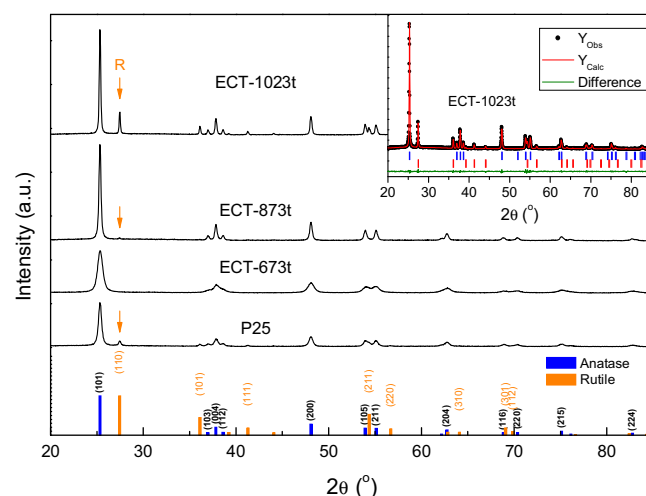 R
ECT-1023t
Y_Obs
Y_Calc
Difference
ECT-1023t
20 30 40 50 60 70 80
2θ (°)
ECT-873t
ECT-673t
P25
Intensity (a.u.)
Anatase
Rutile
(101)
(110)
(101)
(103)
(004)
(112)
(111)
(200)
(105)
(211)
(211)
(220)
(204)
(310)
(116)
(301)
(112)
(220)
(215)
(224)
20 30 40 50 60 70 80
2θ (°)